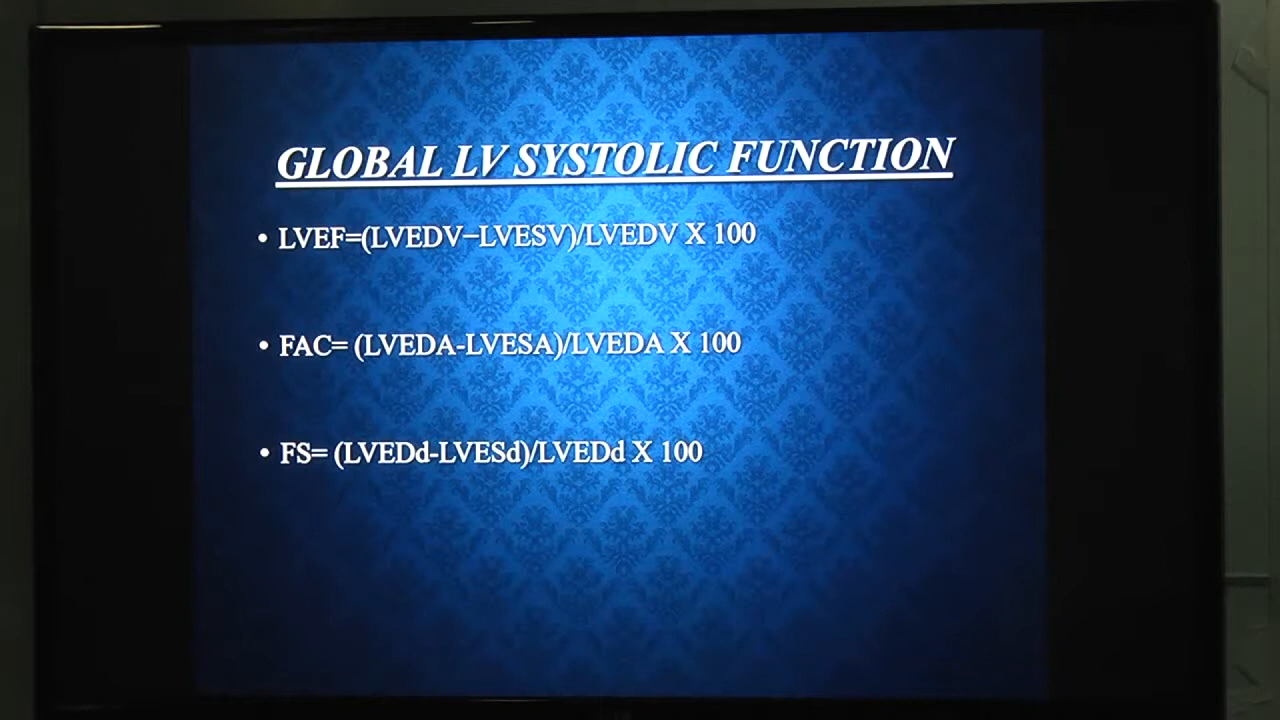 GLOBAL LV SYSTOLIC FUNCTION
• LVEF=(LVEDV–LVESV)/LVEDV X 100
• FAC= (LVEDA-LVESA)/LVEDA X 100
• FS= (LVEDd-LVESd)/LVEDd X 100